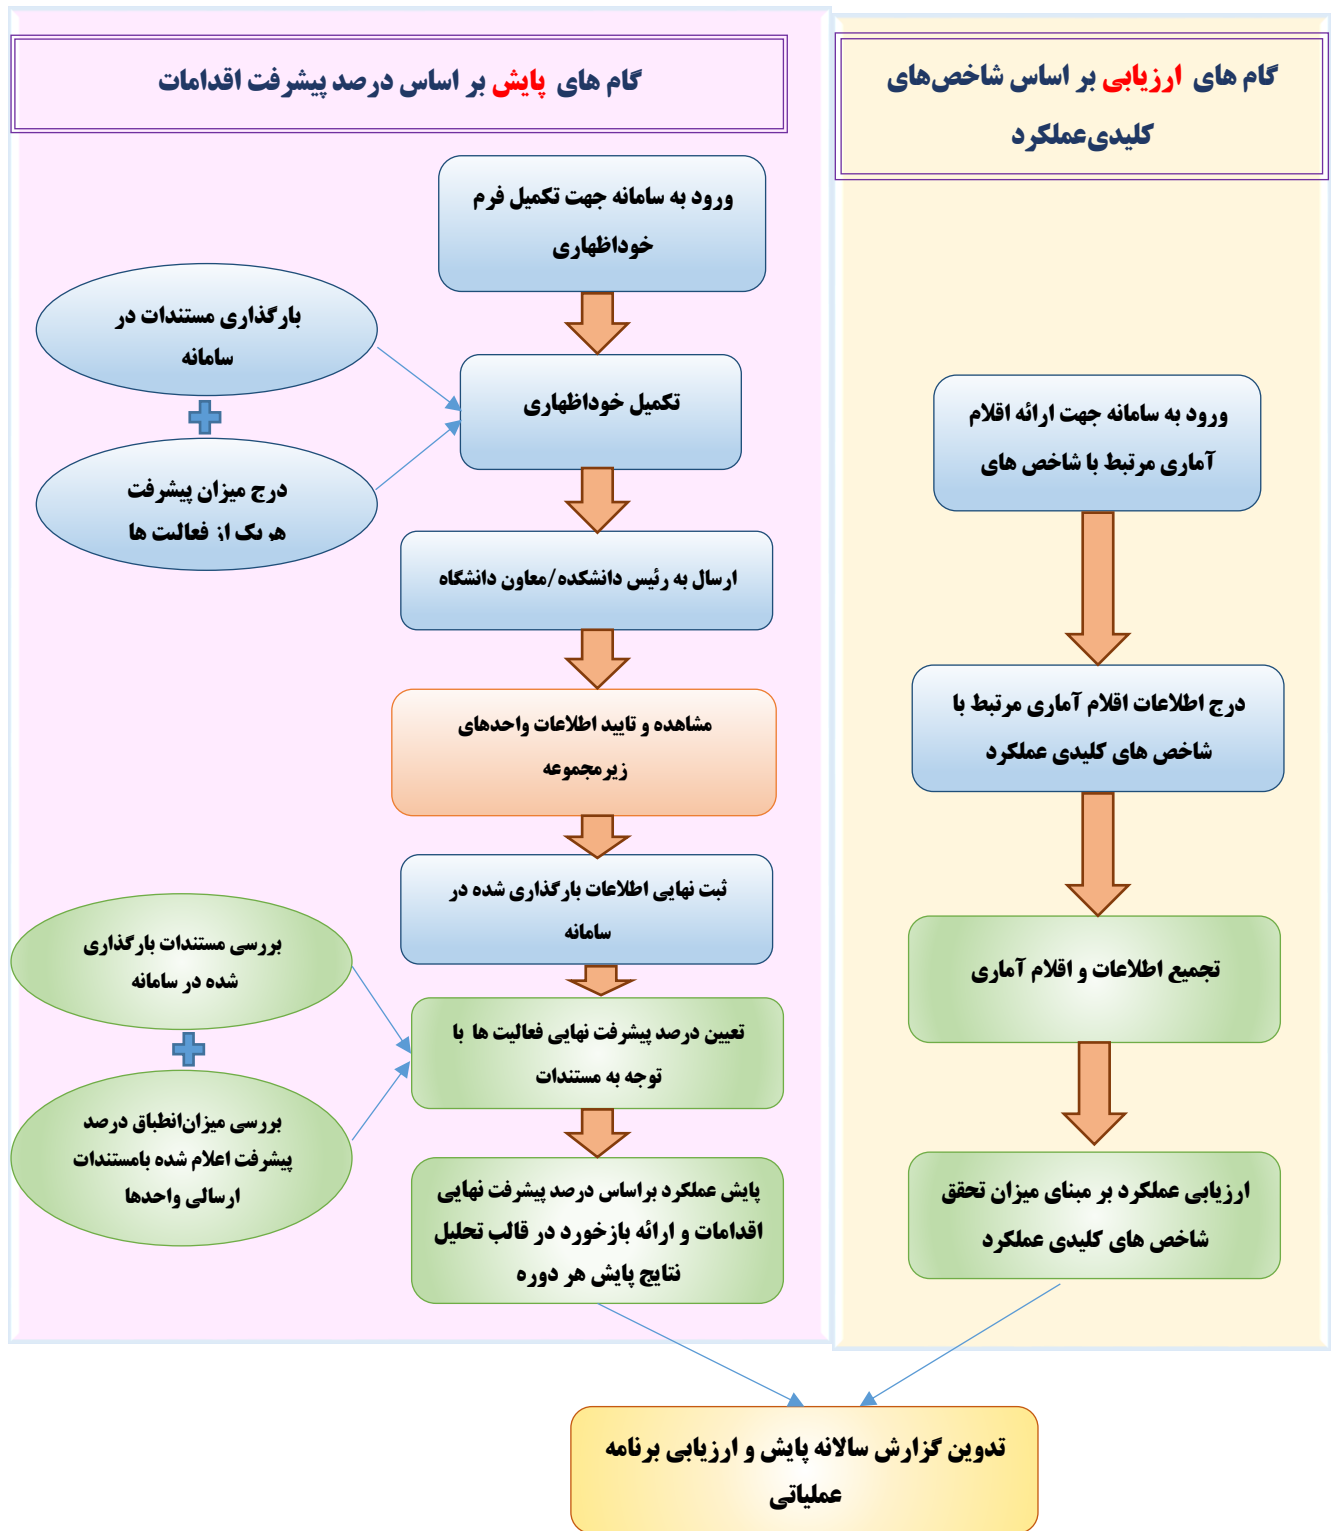 گام های ارزیابی بر اساس شاخص‌های
کلیدی‌عملکرد
ورود به سامانه جهت ارائه اقلام
آماری مرتبط با شاخص های
درج اطلاعات اقلام آماری مرتبط با
شاخص های کلیدی عملکرد
تجمیع اطلاعات و اقلام آماری
ارزیابی عملکرد بر مبنای میزان تحقق
شاخص های کلیدی عملکرد
گام های پایش بر اساس درصد پیشرفت اقدامات
ورود به سامانه جهت تکمیل فرم
خوداظهاری
بارگذاری مستندات در
سامانه
تکمیل خوداظهاری
درج میزان پیشرفت
هریک از فعالیت ها
ارسال به رئیس دانشکده/معاون دانشگاه
مشاهده و تایید اطلاعات واحدهای
زیرمجموعه
ثبت نهایی اطلاعات بارگذاری شده در
سامانه
بررسی مستندات بارگذاری
شده در سامانه
تعیین درصد پیشرفت نهایی فعالیت ها با
توجه به مستندات
بررسی میزان‌انطباق درصد
پیشرفت اعلام شده بامستندات
ارسالی واحدها
پایش عملکرد براساس درصد پیشرفت نهایی
اقدامات و ارائه بازخورد در قالب تحلیل
نتایج پایش هر دوره
تدوین گزارش سالانه پایش و ارزیابی برنامه
عملیاتی